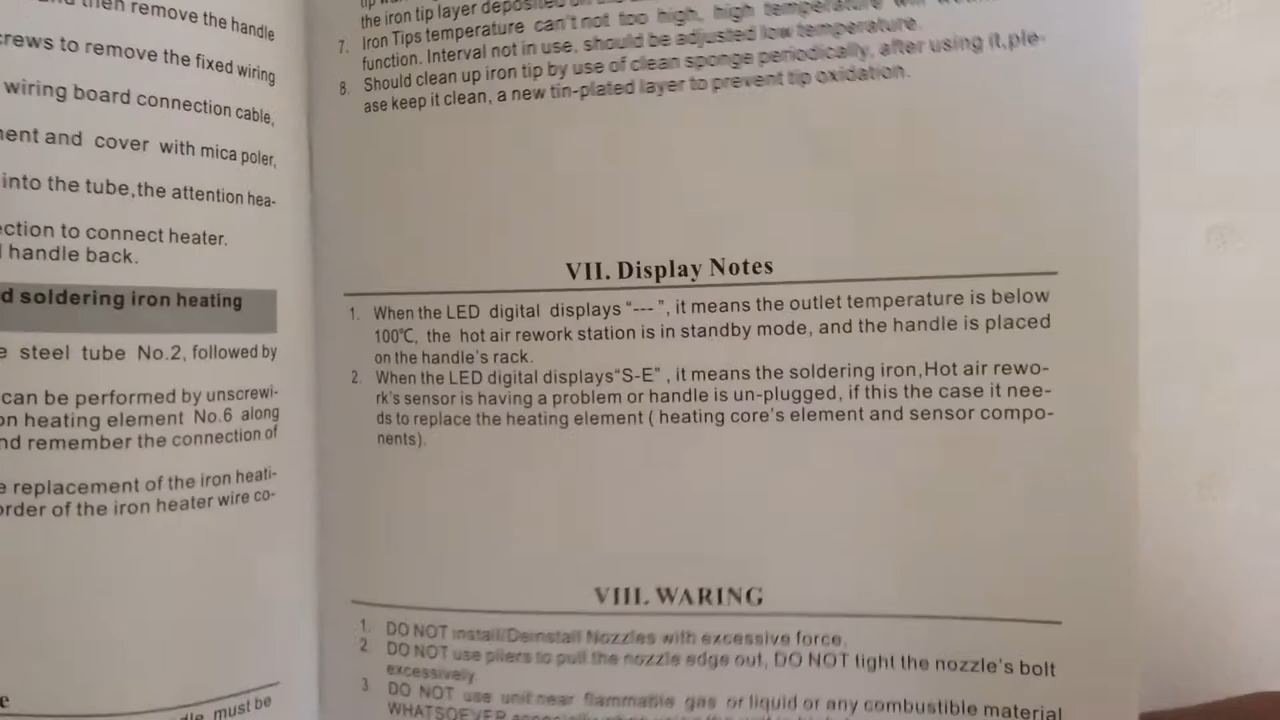 then remove the handle
crews to remove the fixed wiring
wiring board connection cable,
ment and cover with mica poler,
into the tube,the attention hea-
ection to connect heater.
handle back.
d soldering iron heating
e steel tube No.2, followed by
can be performed by unscrewi-
on heating element No.6 along
nd remember the connection of
e replacement of the iron heati-
order of the iron heater wire co-
must be
the iron tip layer deposited
7. Iron Tips temperature can't not too high, high temperature will
function. Interval not in use, should be adjusted low temperature.
8. Should clean up iron tip by use of clean sponge periodically, after using it,ple-
ase keep it clean, a new tin-plated layer to prevent tip oxidation.
VII. Display Notes
1. When the LED digital displays “---”, it means the outlet temperature is below
100℃, the hot air rework station is in standby mode, and the handle is placed
on the handle's rack.
2. When the LED digital displays“S-E” , it means the soldering iron,Hot air rewo-
rk's sensor is having a problem or handle is un-plugged, if this the case it nee-
ds to replace the heating element ( heating core's element and sensor compo-
nents).
VIII. WARING
1. DO NOT install/Deinstall Nozzles with excessive force.
2. DO NOT use pliers to pull the nozzle edge out, DO NOT tight the nozzle's bolt
excessively.
3. DO NOT use unit near flammable gas or liquid or any combustible material
WHATSOEVER